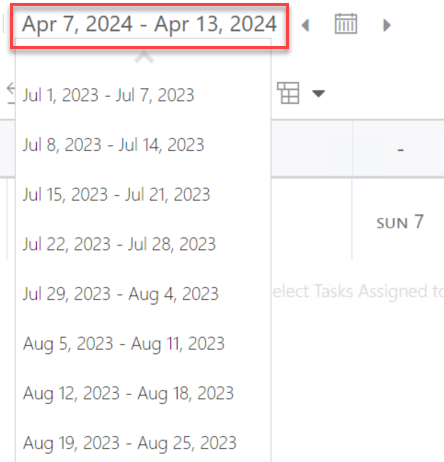 Apr 7, 2024 - Apr 13, 2024
Jul 1, 2023 - Jul 7, 2023
Jul 8, 2023 - Jul 14, 2023
-
Jul 15, 2023 - Jul 21, 2023
SUN 7
Jul 22, 2023 - Jul 28, 2023
Jul 29, 2023 - Aug 4, 2023
elect Tasks Assigned to
Aug 5, 2023 - Aug 11, 2023
Aug 12, 2023 - Aug 18, 2023
Aug 19, 2023 - Aug 25, 2023